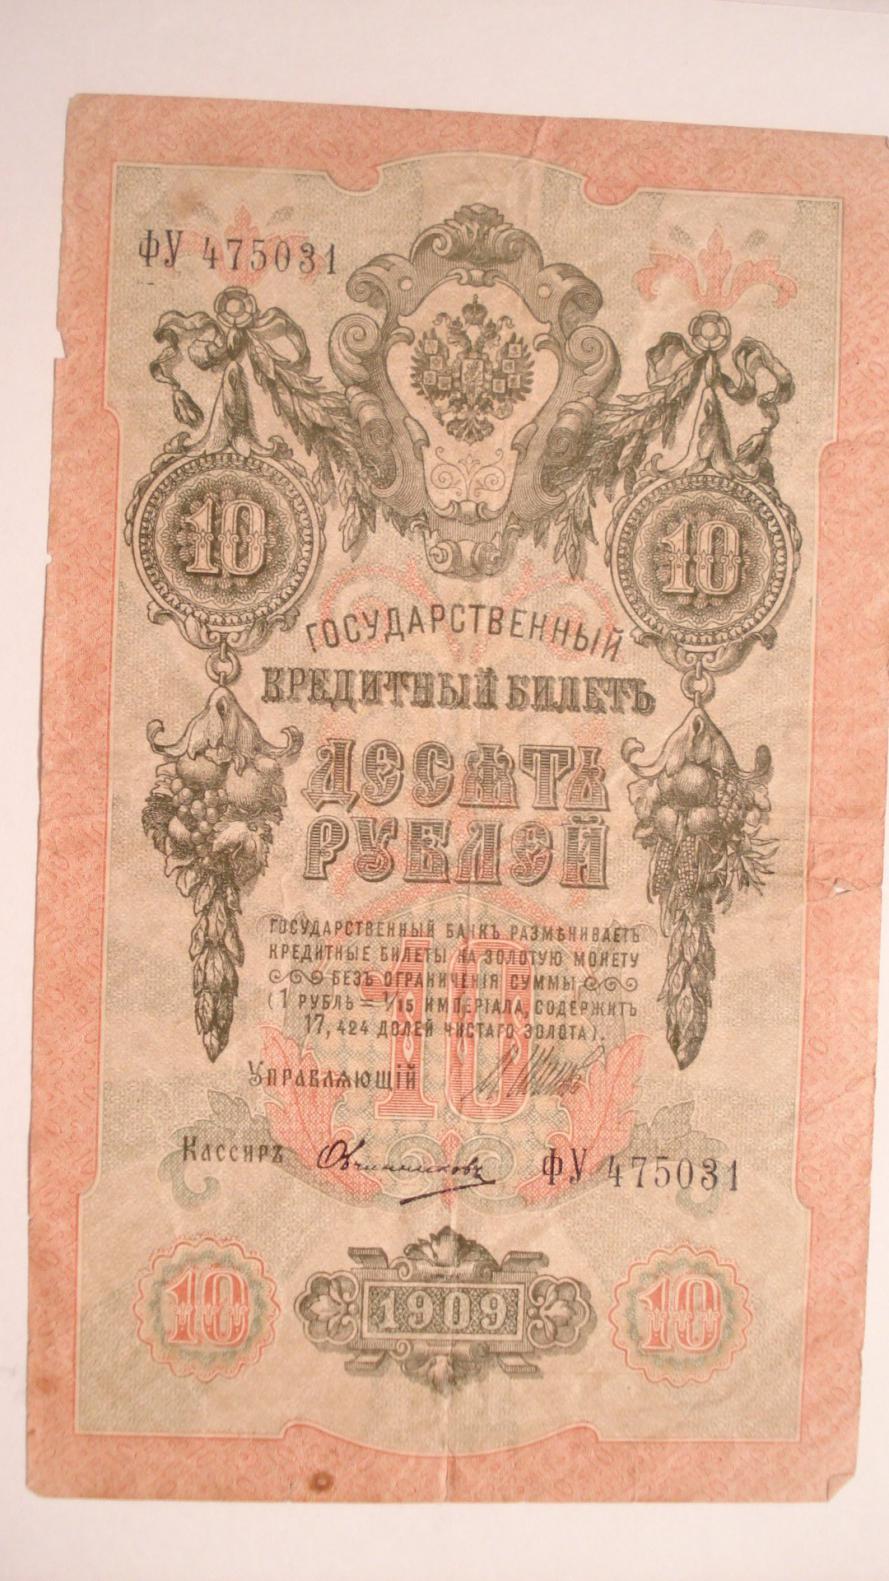 ФУ 475031
10
10
ГОСУДАРСТВЕННЫЙ
КРЕДИТНЫЙ БИЛЕТЪ
ДЕСЯТЬ
РУБЛЕЙ
ГОСУДАРСТВЕННЫЙ БАНКЪ РАЗМѢНИВАЕТЪ
КРЕДИТНЫЕ БИЛЕТЫ НА ЗОЛОТУЮ МОНЕТУ
БЕЗЪ ОГРАНИЧЕНІЯ СУММЫ
(1 РУБЛЬ = 1/15 ИМПЕРІАЛА, СОДЕРЖИТЪ
17,424 ДОЛЕЙ ЧИСТАГО ЗОЛОТА).
10
УПРАВЛЯЮЩІЙ
КАССИРЪ Овчинниковъ ФУ 475031
10 1909 10